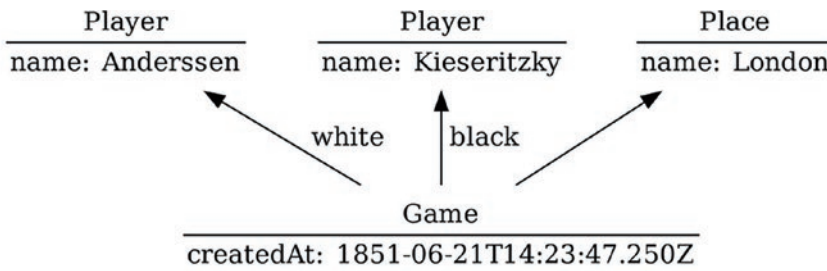 Player
name: Anderssen
Player
name: Kieseritzky
Place
name: London
white
black
Game
createdAt: 1851-06-21T14:23:47.250Z